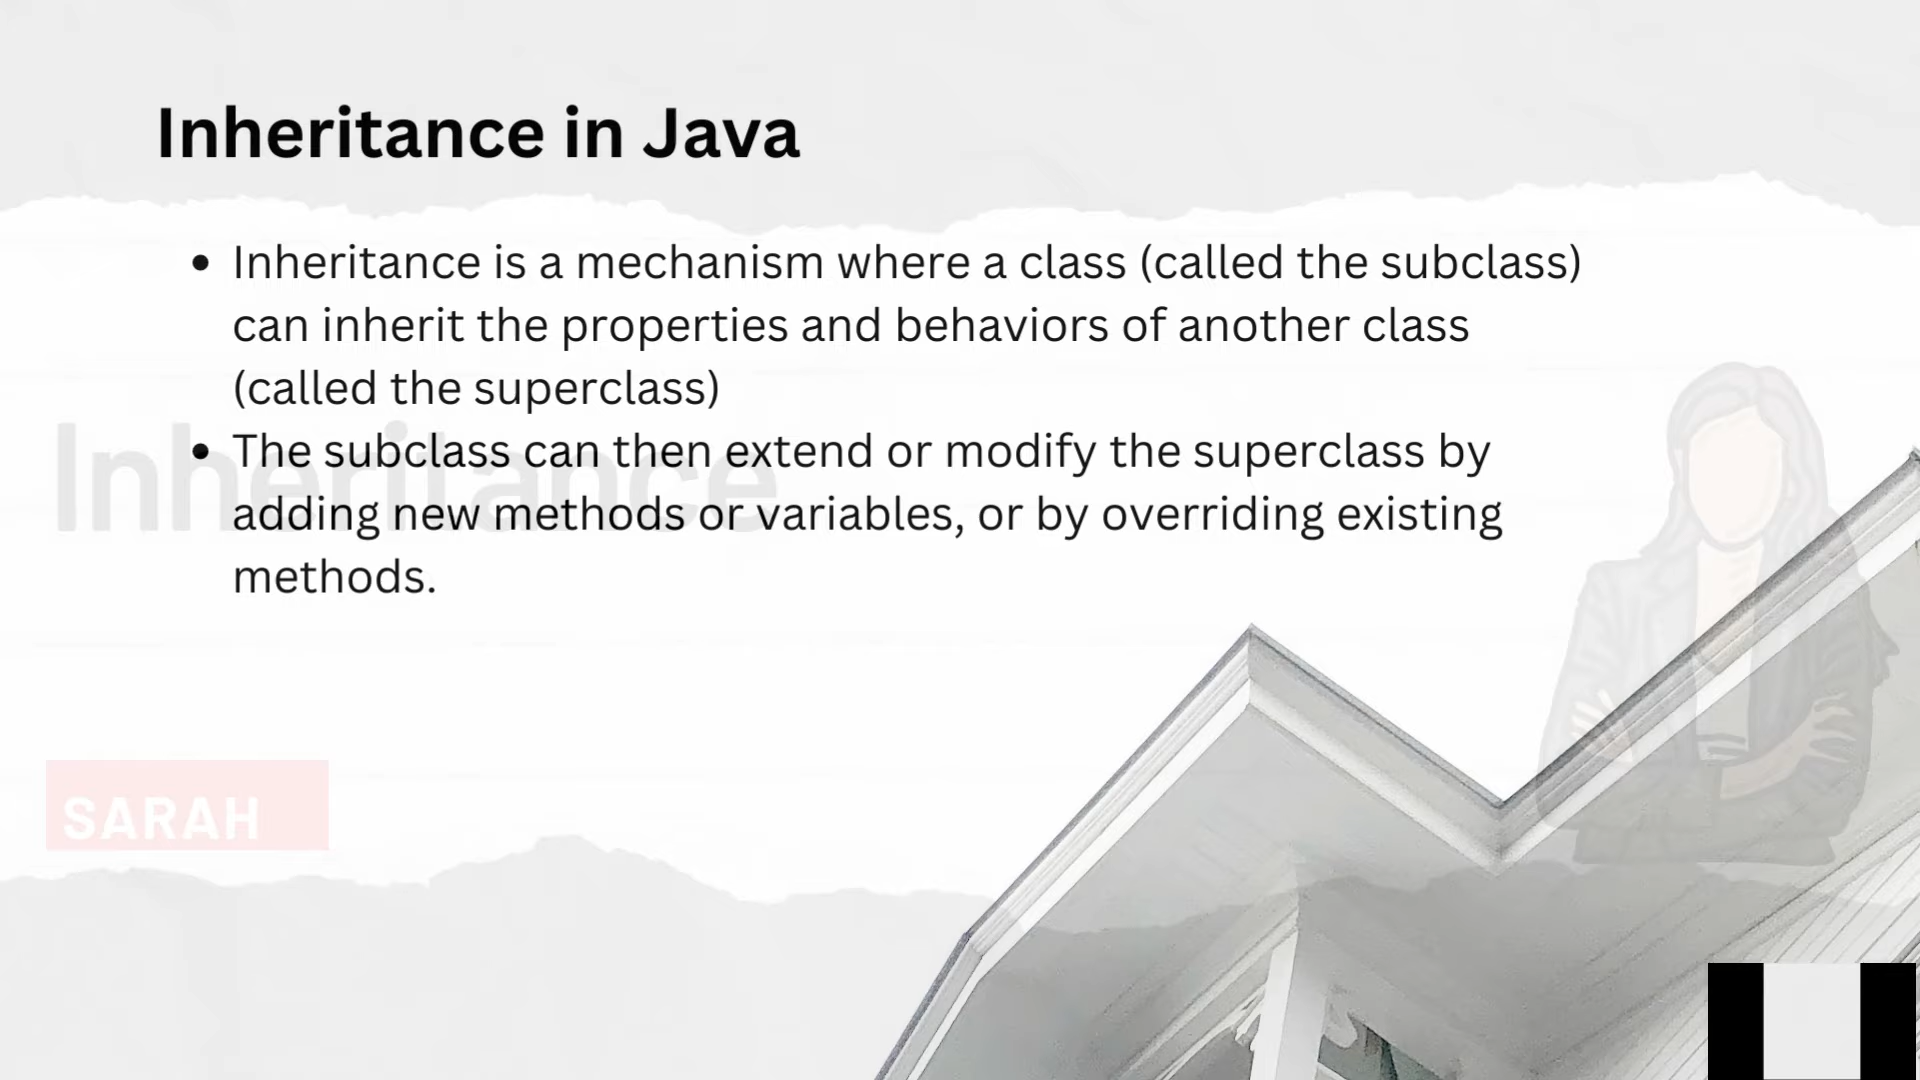 Inheritance in Java
• Inheritance is a mechanism where a class (called the subclass)
can inherit the properties and behaviors of another class
(called the superclass)
• The subclass can then extend or modify the superclass by
adding new methods or variables, or by overriding existing
methods.
Inheritance
SARAH